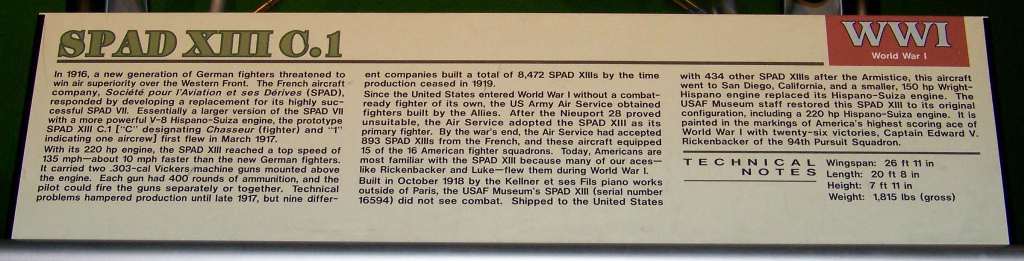 SPAD XIII C.1
In 1916, a new generation of German fighters threatened to
win air superiority over the Western Front. The French aircraft
company, Société pour l'Aviation et ses Dérives (SPAD),
responded by developing a replacement for its highly suc-
cessful SPAD VII. Essentially a larger version of the SPAD VII
with a more powerful V-8 Hispano-Suiza engine, the prototype
SPAD XIII C.1 ["C" designating Chasseur (fighter) and "1"
indicating one aircrew] first flew in March 1917.
With its 220 hp engine, the SPAD XIII reached a top speed of
135 mph—about 10 mph faster than the new German fighters.
It carried two .303-cal Vickers machine guns mounted above
the engine. Each gun had 400 rounds of ammunition, and the
pilot could fire the guns separately or together. Technical
problems hampered production until late 1917, but nine differ-
ent companies built a total of 8,472 SPAD XIIIs by the time
production ceased in 1919.
Since the United States entered World War I without a combat-
ready fighter of its own, the US Army Air Service obtained
fighters built by the Allies. After the Nieuport 28 proved
unsuitable, the Air Service adopted the SPAD XIII as its
primary fighter. By the war's end, the Air Service had accepted
893 SPAD XIIIs from the French, and these aircraft equipped
15 of the 16 American fighter squadrons. Today, Americans are
most familiar with the SPAD XIII because many of our aces—
like Rickenbacker and Luke—flew them during World War I.
Built in October 1918 by the Kellner et ses Fils piano works
outside of Paris, the USAF Museum's SPAD XIII (serial number
16594) did not see combat. Shipped to the United States
WWI
World War I
with 434 other SPAD XIIIs after the Armistice, this aircraft
went to San Diego, California, and a smaller, 150 hp Wright-
Hispano engine replaced its Hispano-Suiza engine. The
USAF Museum staff restored this SPAD XIII to its original
configuration, including a 220 hp Hispano-Suiza engine. It is
painted in the markings of America's highest scoring ace of
World War I with twenty-six victories, Captain Edward V.
Rickenbacker of the 94th Pursuit Squadron.
TECHNICAL NOTES
Wingspan: 26 ft 11 in
Length: 20 ft 8 in
Height: 7 ft 11 in
Weight: 1,815 lbs (gross)